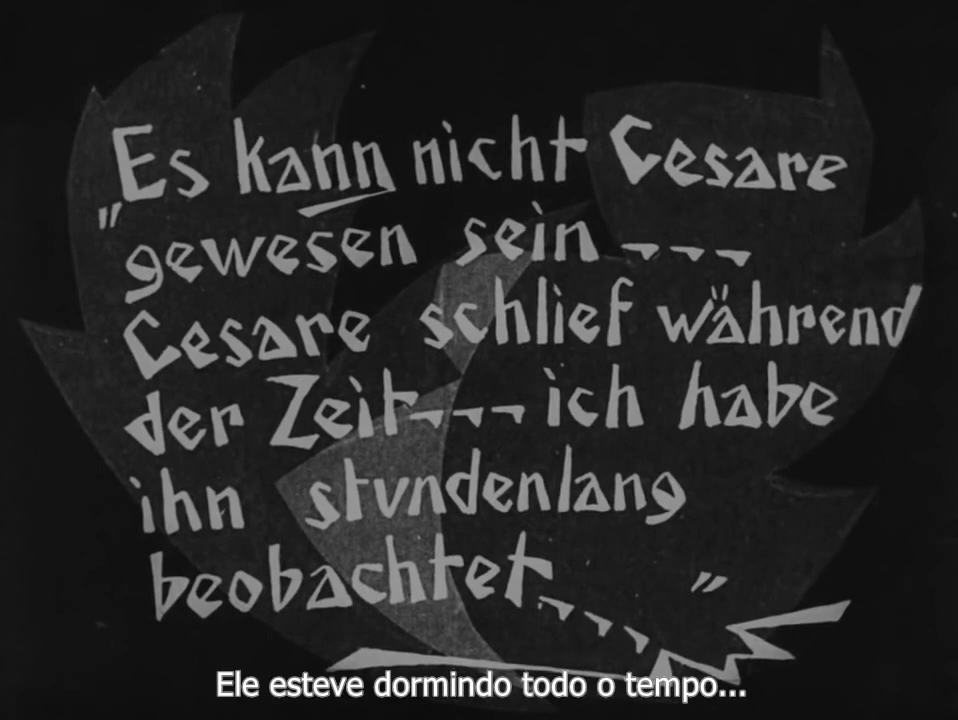 „Es kann nicht Cesare
gewesen sein ---
Cesare schlief während
der Zeit--- ich habe
ihn stundenlang
beobachtet---- "
Ele esteve dormindo todo o tempo...